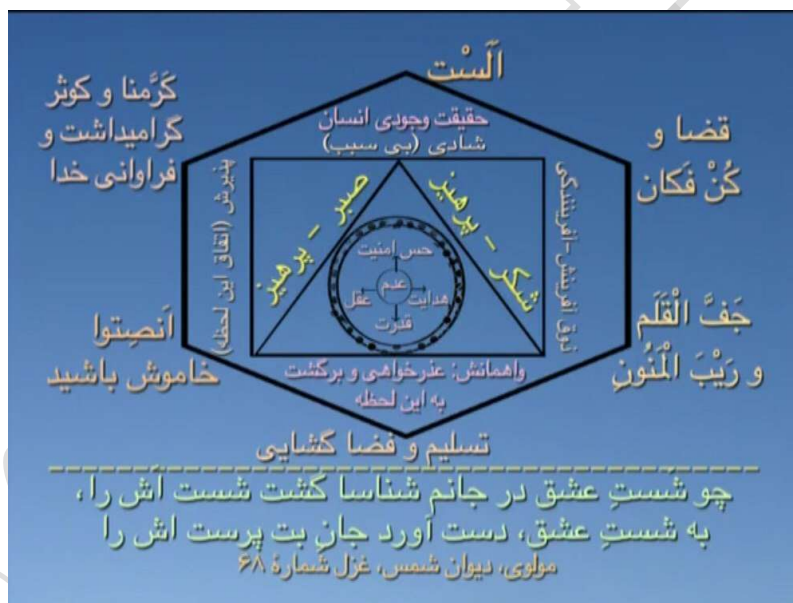 اَلَسْت
کَرَّمنا و کوثر
گرامیداشت و
فراوانی خدا
قضا و
کُنْ فَکان
حقیقت وجودی انسان
شادی (بی سبب)
پذیرش (اتفاق این لحظه)
صبر - پرهیز
شکر - پرهیز
ذوق آفرینش-آفرینندگی
حس امنیت
عقل
عدم
هدایت
قدرت
اَنصِتوا
خاموش باشید
جَفَّ الْقَلَم
و رَیْبَ الْمَنُونِ
واهمانش: عذرخواهی و برگشت
به این لحظه
تسلیم و فضا گشایی
چو شَستِ عشق در جانم شناسا گشت شستَ اش را،
به شستِ عشق، دست آورد جانِ بت پرست اش را
مولوی، دیوان شمس، غزل شمارهٔ ۶۸